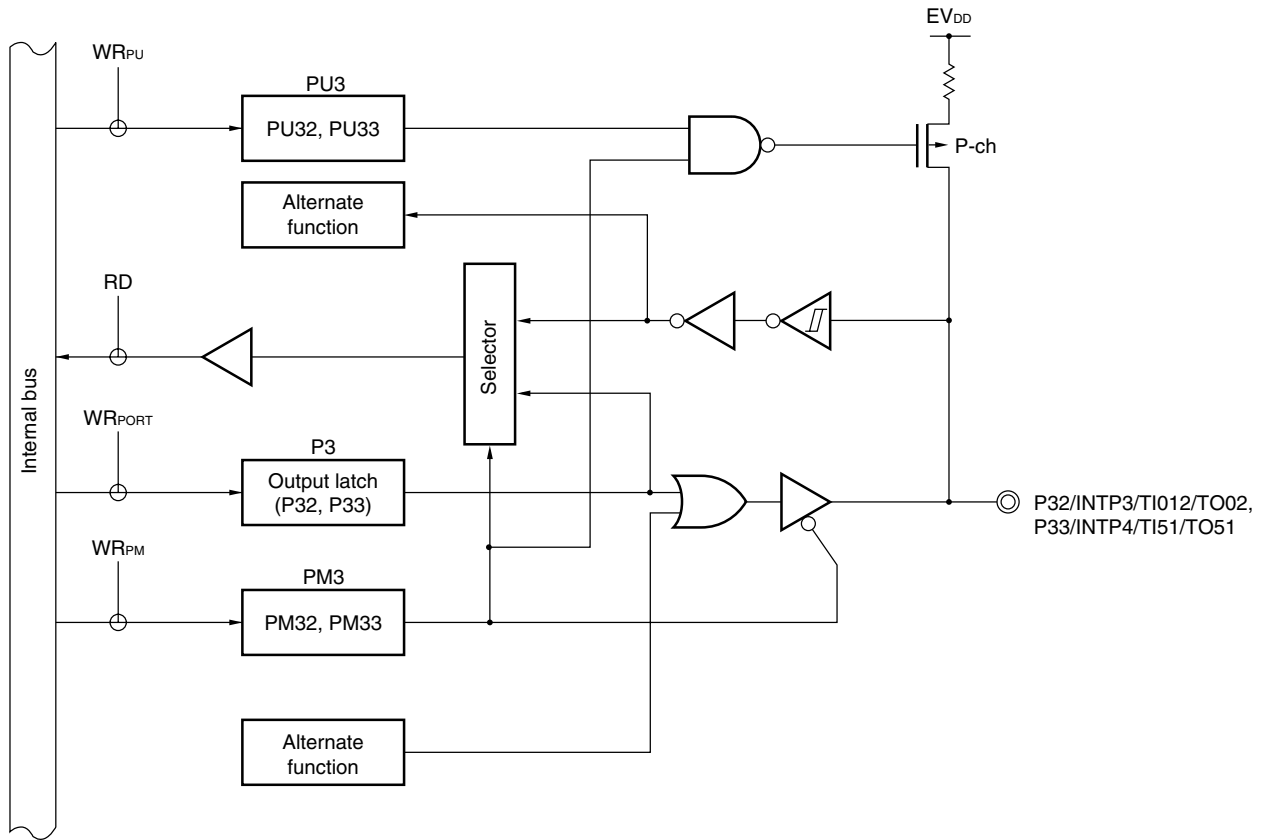 EVDD
WRPU
PU3
PU32, PU33
P-ch
Alternate
function
RD
Selector
Internal bus
WRPORT
P3
Output latch
(P32, P33)
P32/INTP3/TI012/TO02,
P33/INTP4/TI51/TO51
WRPM
PM3
PM32, PM33
Alternate
function